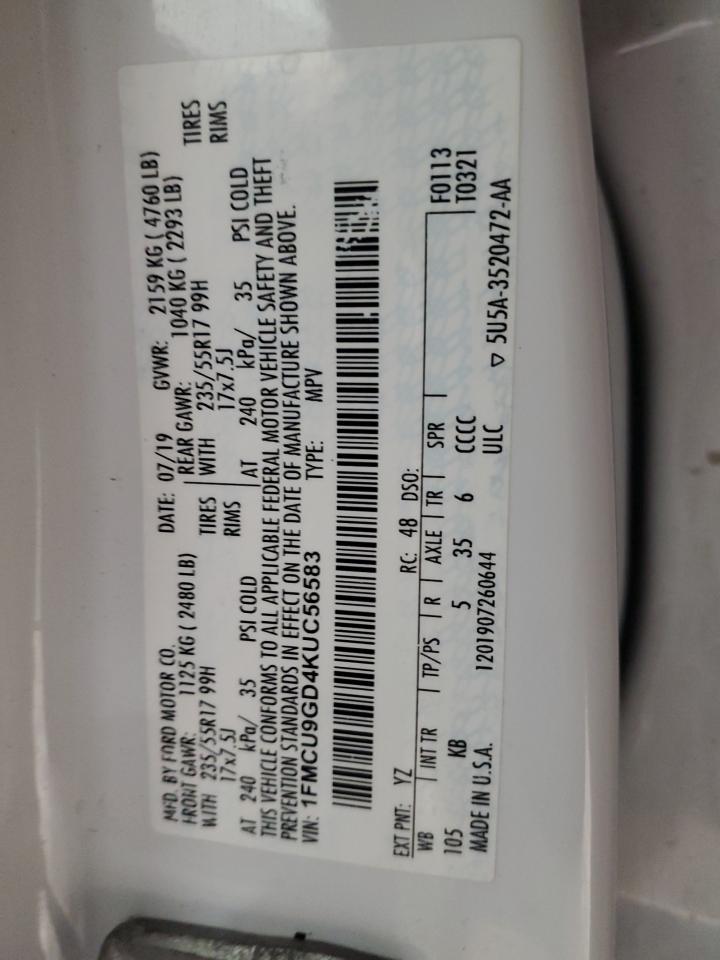 MFD. BY FORD MOTOR CO.
DATE: 07/19 GVWR: 2159 KG ( 4760 LB)
FRONT GAWR: 1125 KG ( 2480 LB) REAR GAWR: 1040 KG ( 2293 LB)
WITH 235/55R17 99H TIRES WITH 235/55R17 99H TIRES
17x7.5J RIMS 17x7.5J RIMS
AT 240 kPa/ 35 PSI COLD AT 240 kPa/ 35 PSI COLD
THIS VEHICLE CONFORMS TO ALL APPLICABLE FEDERAL MOTOR VEHICLE SAFETY AND THEFT
PREVENTION STANDARDS IN EFFECT ON THE DATE OF MANUFACTURE SHOWN ABOVE.
VIN: 1FMCU9GD4KUC56583 TYPE: MPV
EXT PNT: YZ RC: 48 DSO: F0113
WB INT TR TP/PS R AXLE TR SPR T0321
105 KB 5 35 6 CCCC
MADE IN U.S.A. 1201907260644 ULC ▽ 5U5A-3520472-AA